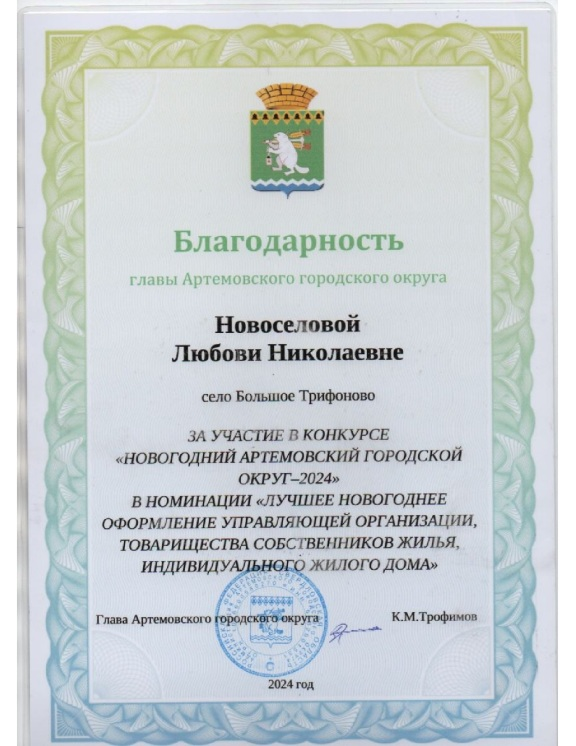 Благодарность
главы Артемовского городского округа
Новоселовой
Любови Николаевне
село Большое Трифоново
ЗА УЧАСТИЕ В КОНКУРСЕ
«НОВОГОДНИЙ АРТЕМОВСКИЙ ГОРОДСКОЙ
ОКРУГ–2024»
В НОМИНАЦИИ «ЛУЧШЕЕ НОВОГОДНЕЕ
ОФОРМЛЕНИЕ УПРАВЛЯЮЩЕЙ ОРГАНИЗАЦИИ,
ТОВАРИЩЕСТВА СОБСТВЕННИКОВ ЖИЛЬЯ,
ИНДИВИДУАЛЬНОГО ЖИЛОГО ДОМА»
Глава Артемовского городского округа К.М.Трофимов
2024 год